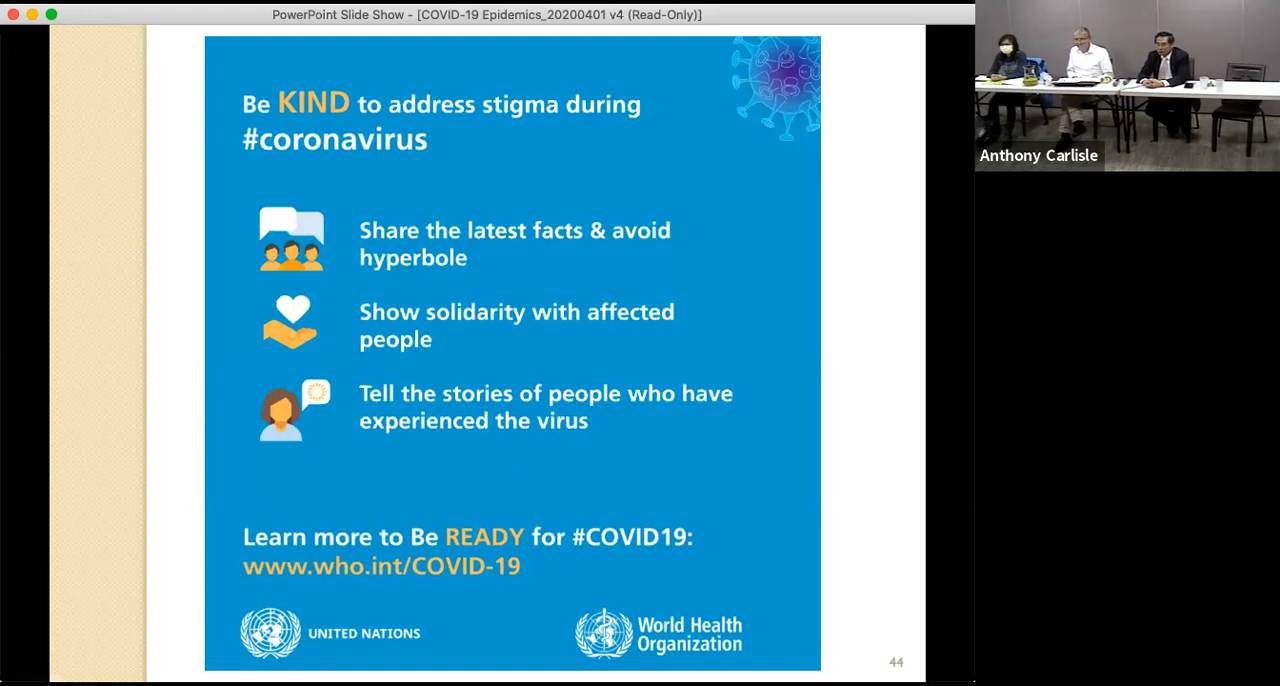 PowerPoint Slide Show - [COVID-19 Epidemics_20200401 v4 (Read-Only)]
Be KIND to address stigma during
#coronavirus
Share the latest facts & avoid
hyperbole
Show solidarity with affected
people
Tell the stories of people who have
experienced the virus
Learn more to Be READY for #COVID19:
www.who.int/COVID-19
UNITED NATIONS
World Health
Organization
44
Anthony Carlisle